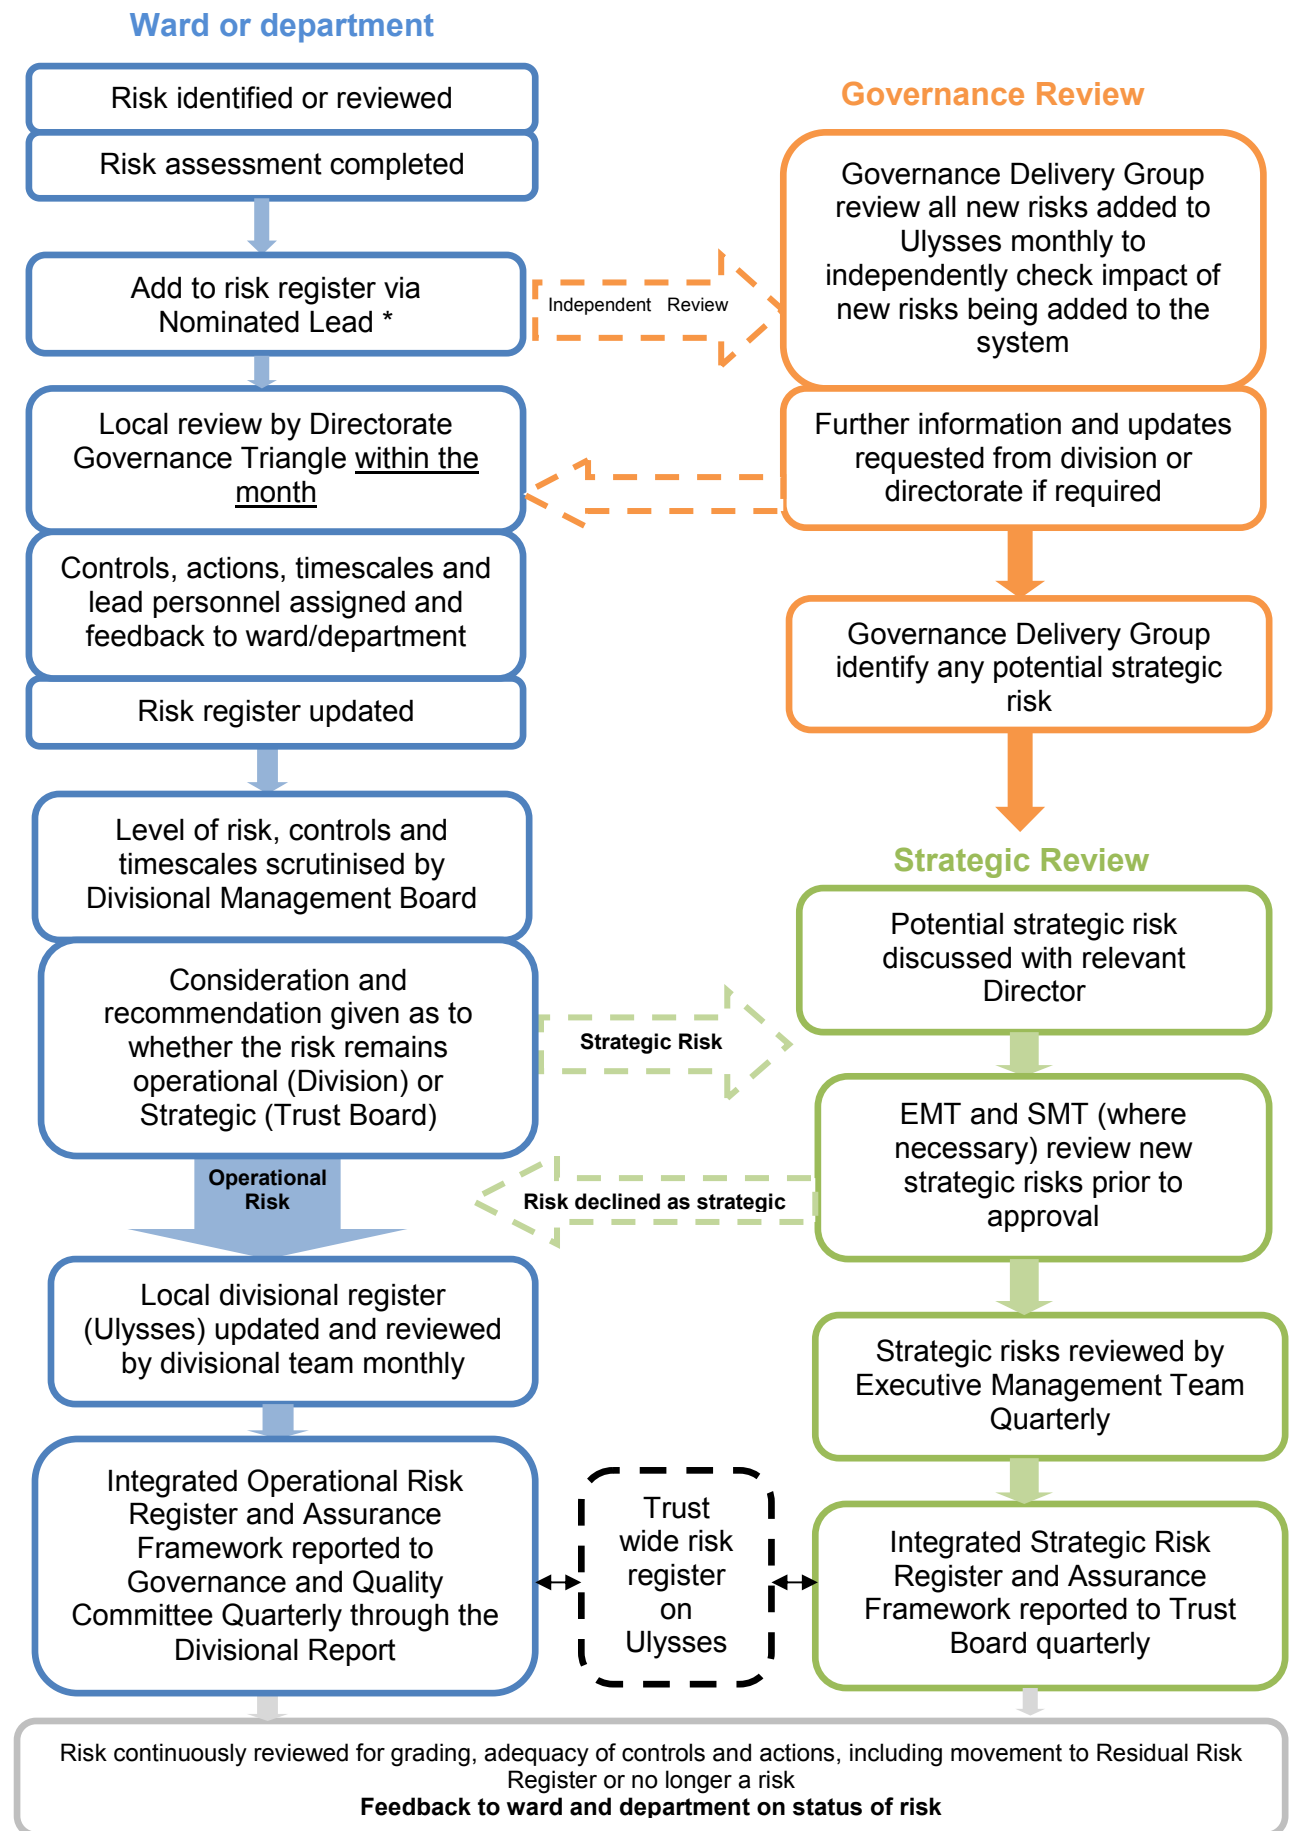 Ward or department
Risk identified or reviewed
Risk assessment completed
Add to risk register via
Nominated Lead *
Local review by Directorate
Governance Triangle within the
month
Controls, actions, timescales and
lead personnel assigned and
feedback to ward/department
Risk register updated
Level of risk, controls and
timescales scrutinised by
Divisional Management Board
Consideration and
recommendation given as to
whether the risk remains
operational (Division) or
Strategic (Trust Board)
Operational
Risk
Local divisional register
(Ulysses) updated and reviewed
by divisional team monthly
Integrated Operational Risk
Register and Assurance
Framework reported to
Governance and Quality
Committee Quarterly through the
Divisional Report
Independent Review
Governance Review
Governance Delivery Group
review all new risks added to
Ulysses monthly to
independently check impact of
new risks being added to the
system
Further information and updates
requested from division or
directorate if required
Governance Delivery Group
identify any potential strategic
risk
Strategic Review
Potential strategic risk
discussed with relevant
Director
Strategic Risk
EMT and SMT (where
necessary) review new
strategic risks prior to
approval
Risk declined as strategic
Strategic risks reviewed by
Executive Management Team
Quarterly
Trust
wide risk
register
on
Ulysses
Integrated Strategic Risk
Register and Assurance
Framework reported to Trust
Board quarterly
Risk continuously reviewed for grading, adequacy of controls and actions, including movement to Residual Risk
Register or no longer a risk
Feedback to ward and department on status of risk